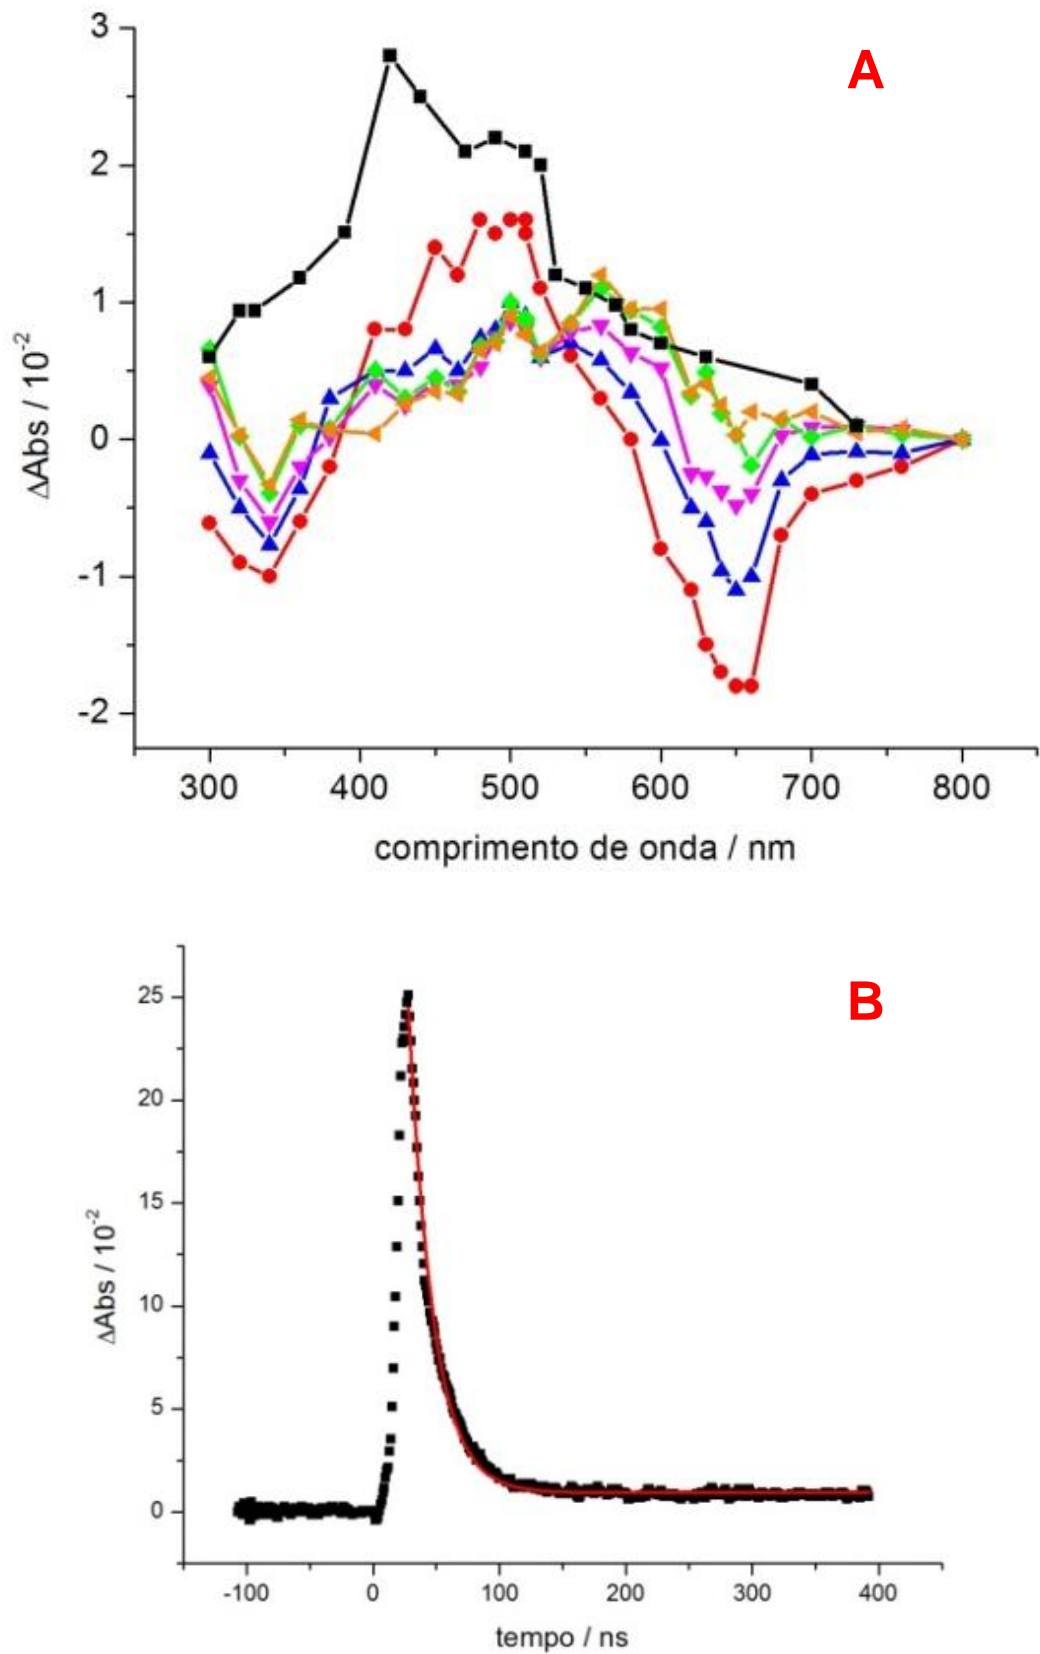 A
3
2
1
0
-1
-2
ΔAbs / 10⁻²
300 400 500 600 700 800
comprimento de onda / nm
B
25
20
15
10
5
0
ΔAbs / 10⁻²
-100 0 100 200 300 400
tempo / ns